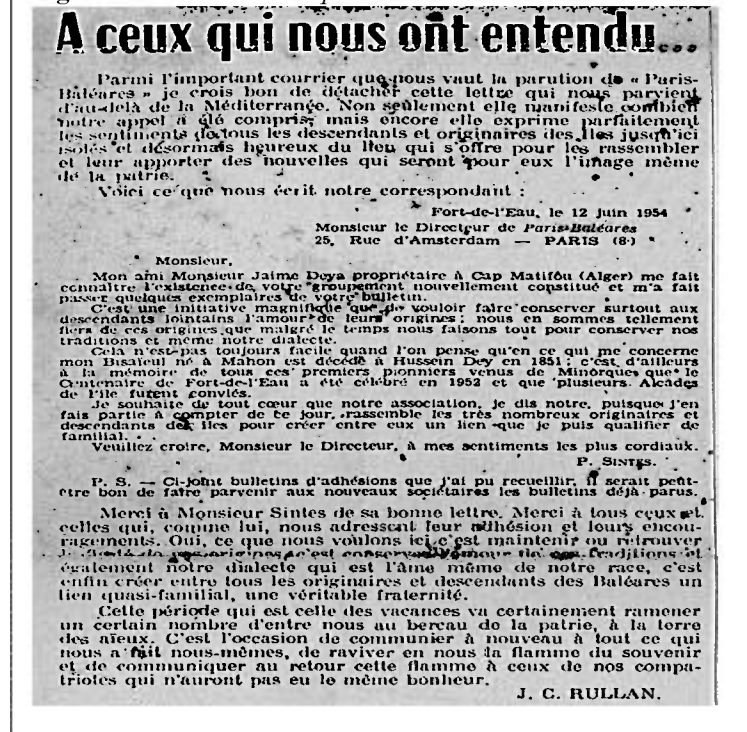 A ceux qui nous ont entendu...
Parmi l'important courrier que nous vaut la parution de « Paris-
Baléares » je crois bon de détacher cette lettre qui nous parvient
d'au-delà de la Méditerranée. Non seulement elle manifeste combien
notre appel a été compris, mais encore elle exprime parfaitement
les sentiments de tous les descendants et originaires des îles jusqu'ici
isolés et désormais heureux du lieu qui s'offre pour les rassembler
et leur apporter des nouvelles qui seront pour eux l'image même
de la patrie.
Voici ce que nous écrit notre correspondant :
Fort-de-l'Eau, le 12 juin 1954
Monsieur le Directeur de Paris-Baléares
25, Rue d'Amsterdam — PARIS (8e)
Monsieur,
Mon ami Monsieur Jaime Deya propriétaire à Cap Matifou (Alger) me fait
connaître l'existence de votre groupement nouvellement constitué et m'a fait
passer quelques exemplaires de votre bulletin.
C'est une initiative magnifique que de vouloir faire conserver surtout aux
descendants lointains l'amour de leurs origines ; nous en sommes tellement
fiers de ces origines que malgré le temps nous faisons tout pour conserver nos
traditions et même notre dialecte.
Cela n'est pas toujours facile quand l'on pense qu'en ce qui me concerne
mon Bisaïeul né à Mahon est décédé à Hussein Dey en 1851 ; c'est d'ailleurs
à la mémoire de tous ces premiers pionniers venus de Minorque que le
Centenaire de Fort-de-l'Eau a été célébré en 1952 et que plusieurs Alcades
de l'île furent conviés.
Je souhaite de tout cœur que notre association, je dis notre, puisque j'en
fais partie à compter de ce jour, rassemble les très nombreux originaires et
descendants des îles pour créer entre eux un lien que je puis qualifier de
familial.
Veuillez croire, Monsieur le Directeur, à mes sentiments les plus cordiaux.
P. SINTES.
P. S. — Ci-joint bulletins d'adhésions que j'ai pu recueillir, il serait peut-
être bon de faire parvenir aux nouveaux sociétaires les bulletins déjà parus.
Merci à Monsieur Sintes de sa bonne lettre. Merci à tous ceux et
celles qui, comme lui, nous adressent leur adhésion et leurs encou-
ragements. Oui, ce que nous voulons ici c'est maintenir ou retrouver
la fierté de nos origines c'est conserver l'amour de nos traditions et
également notre dialecte qui est l'âme même de notre race, c'est
enfin créer entre tous les originaires et descendants des Baléares un
lien quasi-familial, une véritable fraternité.
Cette période qui est celle des vacances va certainement ramener
un certain nombre d'entre nous au berceau de la patrie, à la terre
des aïeux. C'est l'occasion de communier à nouveau à tout ce qui
nous a fait nous-mêmes, de raviver en nous la flamme du souvenir
et de communiquer au retour cette flamme à ceux de nos compa-
triotes qui n'auront pas eu le même bonheur.
J. C. RULLAN.